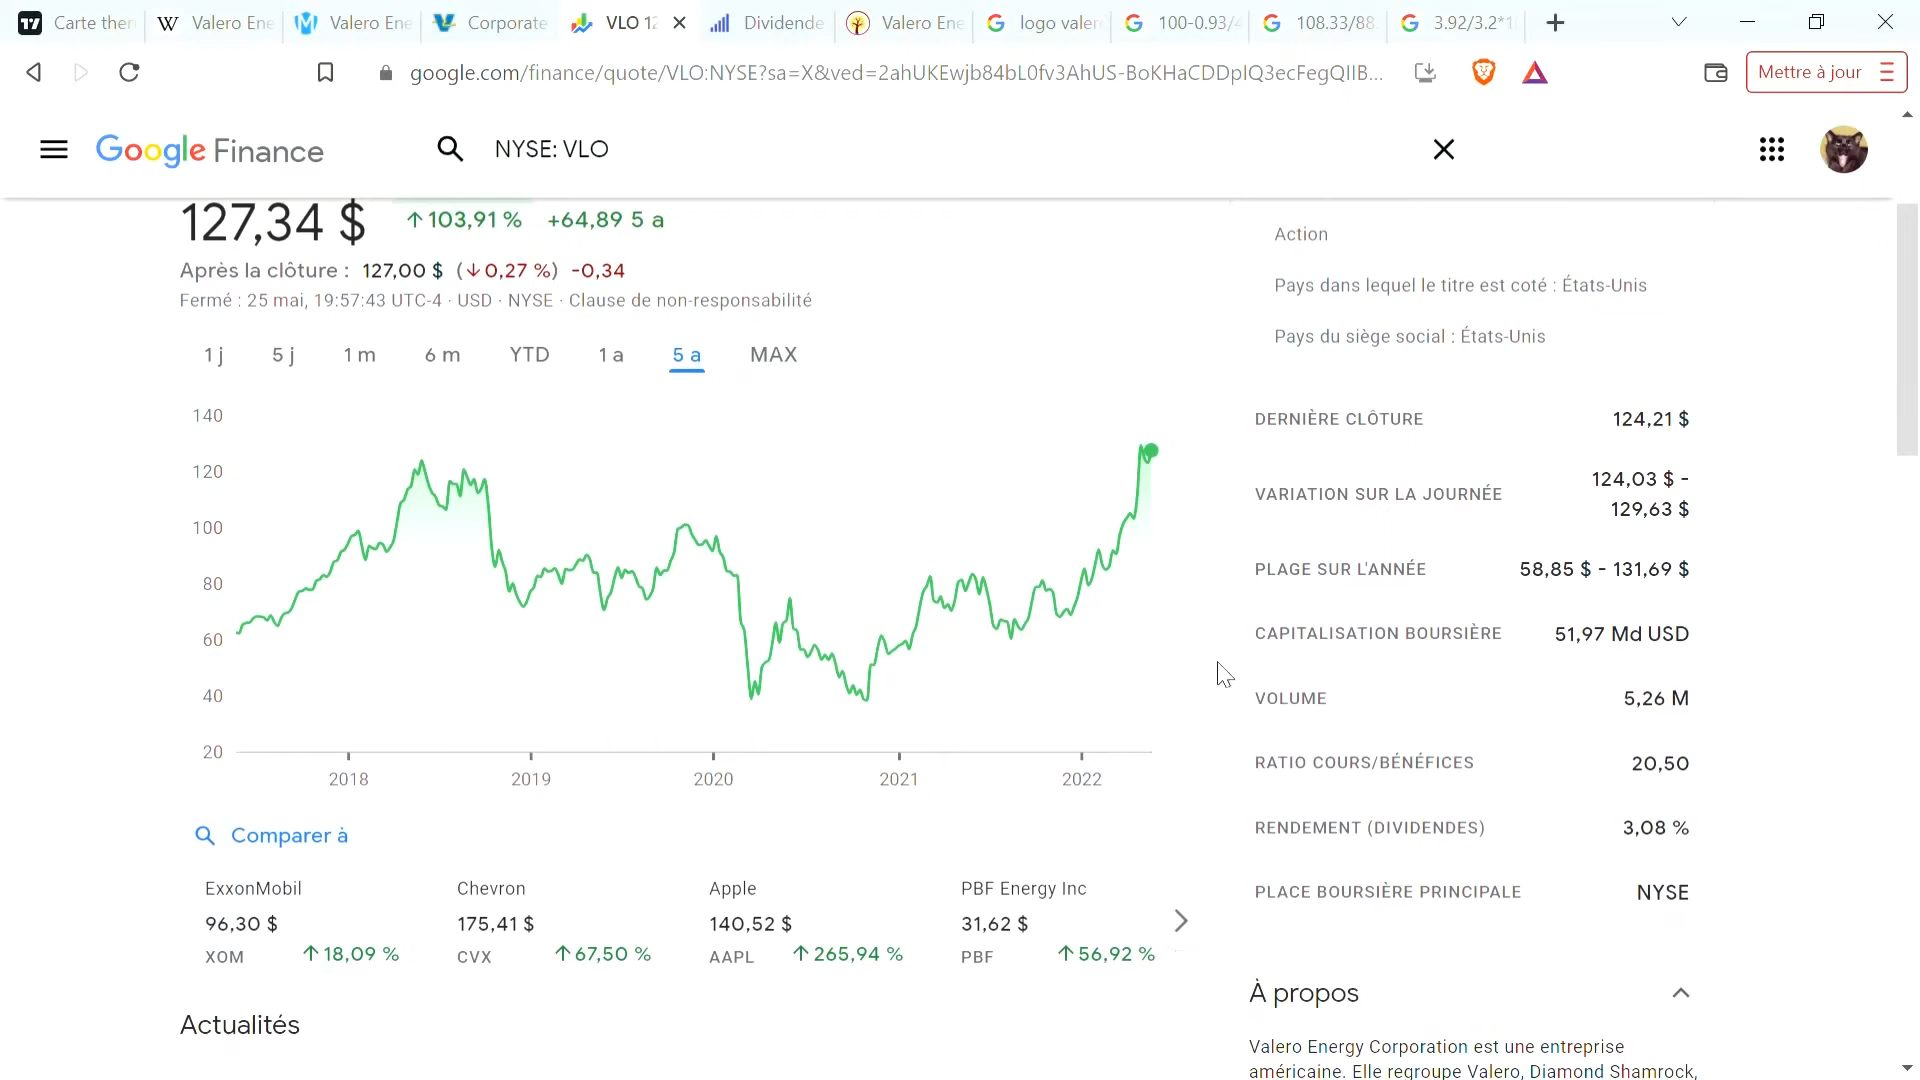 Carte ther
Valero Ene
Valero Ene
Corporate
VLO 12
Dividende
Valero Ene
logo valer
100-0.93/4
108.33/88
3.92/3.2*1
google.com/finance/quote/VLO:NYSE?sa=X&ved=2ahUKEwjb84bL0fv3AhUS-BoKHaCDDpIQ3ecFegQIIB...
Mettre à jour
Google Finance
NYSE: VLO
127,34 $ ↑103,91 % +64,89 5 a
Après la clôture : 127,00 $ (↓0,27 %) -0,34
Fermé : 25 mai, 19:57:43 UTC-4 · USD · NYSE · Clause de non-responsabilité
1 j 5 j 1 m 6 m YTD 1 a 5 a MAX
140
120
100
80
60
40
20
2018 2019 2020 2021 2022
Comparer à
ExxonMobil
96,30 $
XOM ↑18,09 %
Chevron
175,41 $
CVX ↑67,50 %
Apple
140,52 $
AAPL ↑265,94 %
PBF Energy Inc
31,62 $
PBF ↑56,92 %
Actualités
Action
Pays dans lequel le titre est coté : États-Unis
Pays du siège social : États-Unis
DERNIÈRE CLÔTURE 124,21 $
VARIATION SUR LA JOURNÉE 124,03 $ -
129,63 $
PLAGE SUR L'ANNÉE 58,85 $ - 131,69 $
CAPITALISATION BOURSIÈRE 51,97 Md USD
VOLUME 5,26 M
RATIO COURS/BÉNÉFICES 20,50
RENDEMENT (DIVIDENDES) 3,08 %
PLACE BOURSIÈRE PRINCIPALE NYSE
À propos
Valero Energy Corporation est une entreprise
américaine. Elle regroupe Valero, Diamond Shamrock,